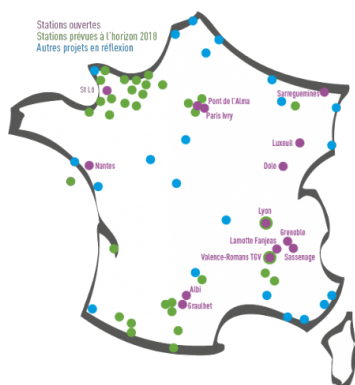 Stations ouvertes
Stations prévues à l'horizon 2018
Autres projets en réflexion
Sarreguemines
St Lô
Pont de l'Alma
Paris Ivry
Luxeuil
Nantes
Dole
Lyon
Grenoble
Lamotte Fanjeas
Valence-Romans TGV
Sassenage
Albi
Graulhet